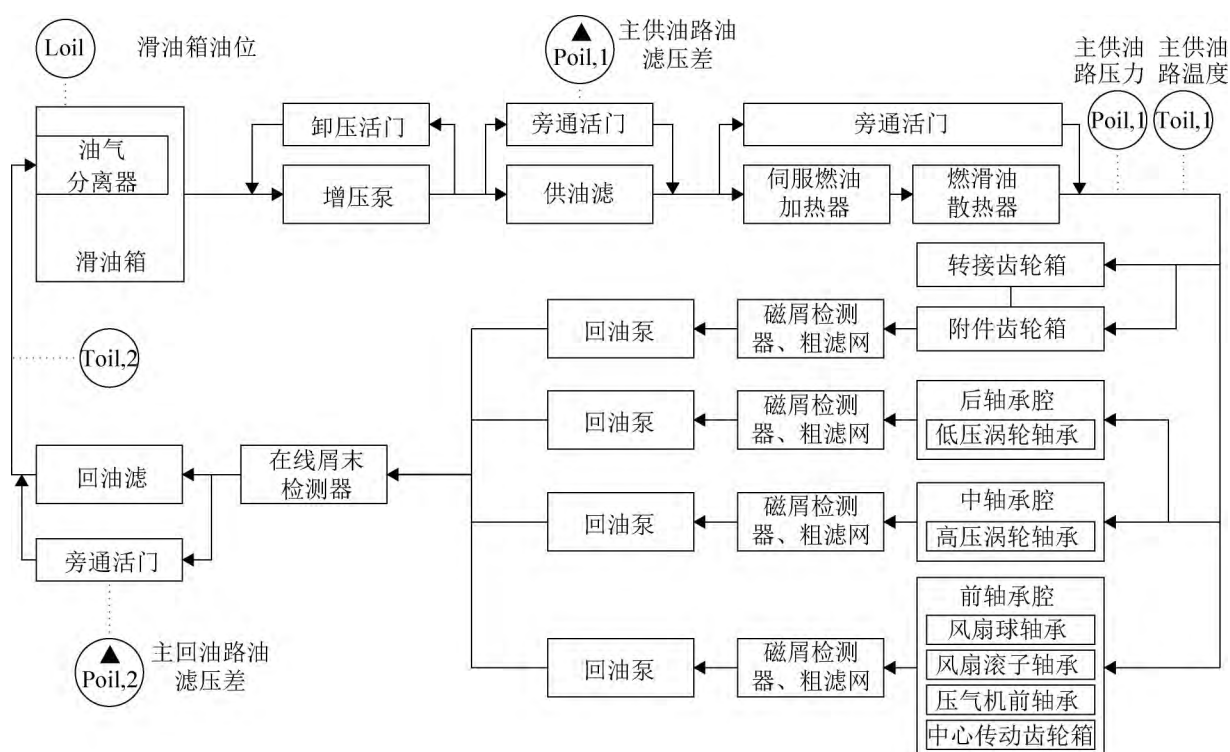 Loil
滑油箱油位
▲
Poil,1
主供油路油
滤压差
主供油
路压力
主供油
路温度
Poil,1
Toil,1
油气
分离器
滑油箱
卸压活门
增压泵
旁通活门
供油滤
旁通活门
伺服燃油
加热器
燃滑油
散热器
转接齿轮箱
附件齿轮箱
磁屑检测
器、粗滤网
回油泵
后轴承腔
低压涡轮轴承
磁屑检测
器、粗滤网
回油泵
中轴承腔
高压涡轮轴承
磁屑检测
器、粗滤网
回油泵
前轴承腔
风扇球轴承
风扇滚子轴承
压气机前轴承
中心传动齿轮箱
磁屑检测
器、粗滤网
回油泵
在线屑末
检测器
回油滤
旁通活门
Toil,2
▲
Poil,2
主回油路油
滤压差